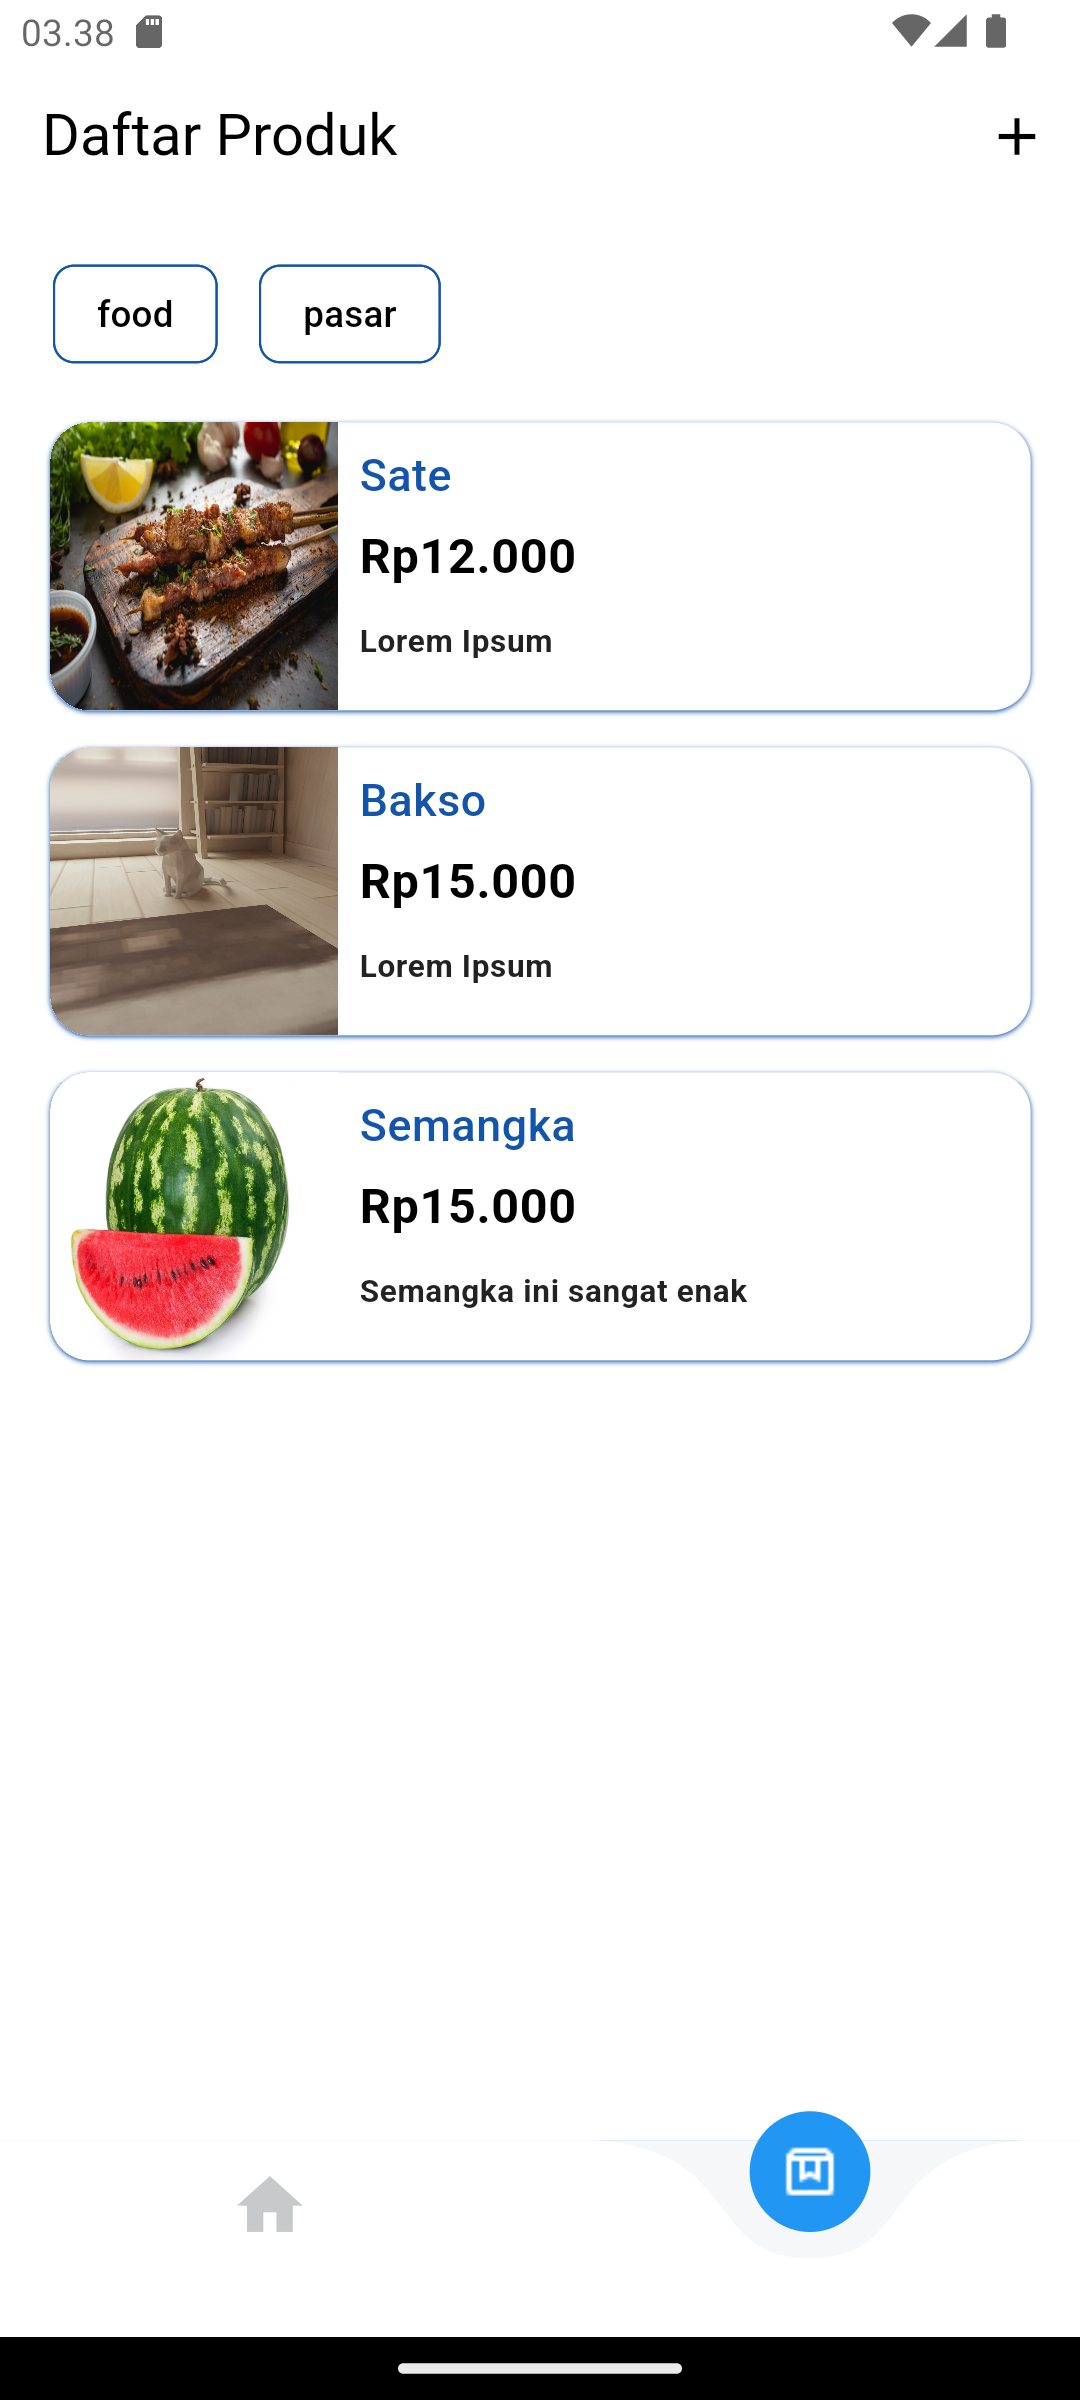 03.38
Daftar Produk
food
pasar
Sate
Rp12.000
Lorem Ipsum
Bakso
Rp15.000
Lorem Ipsum
Semangka
Rp15.000
Semangka ini sangat enak